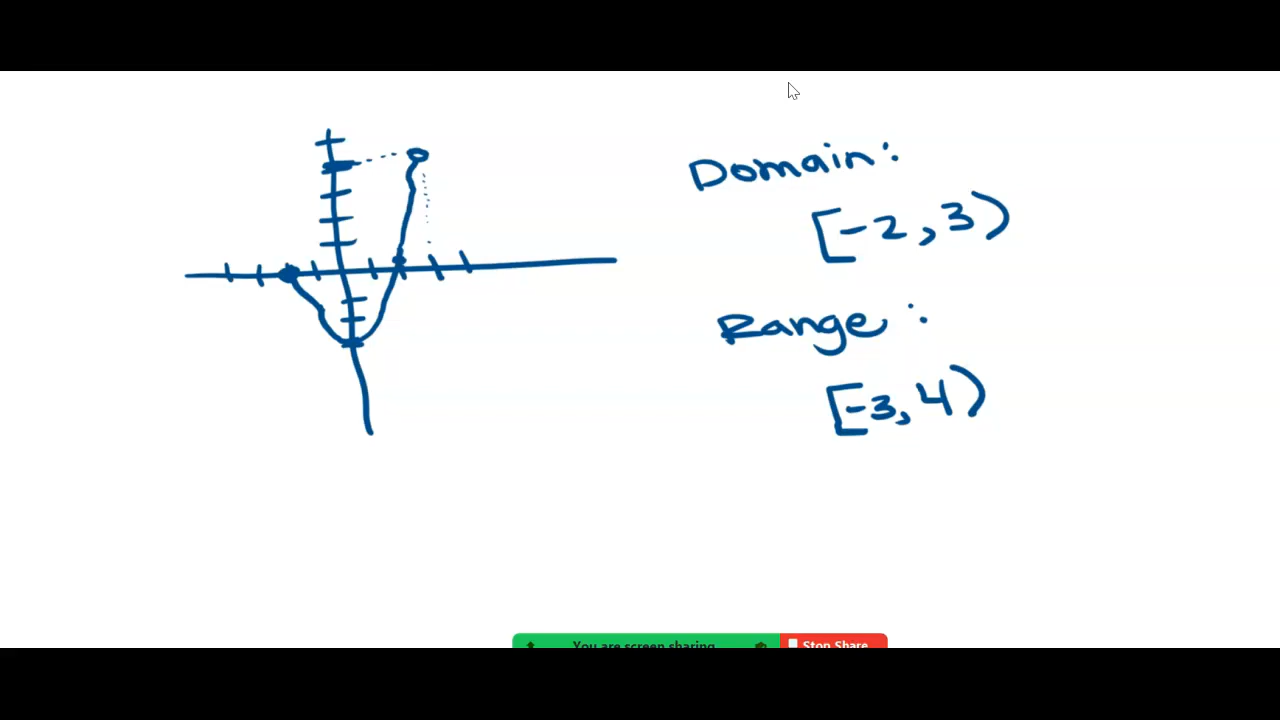 Domain:
[-2, 3)
Range:
[-3, 4)
You are screen sharing
Stop Share